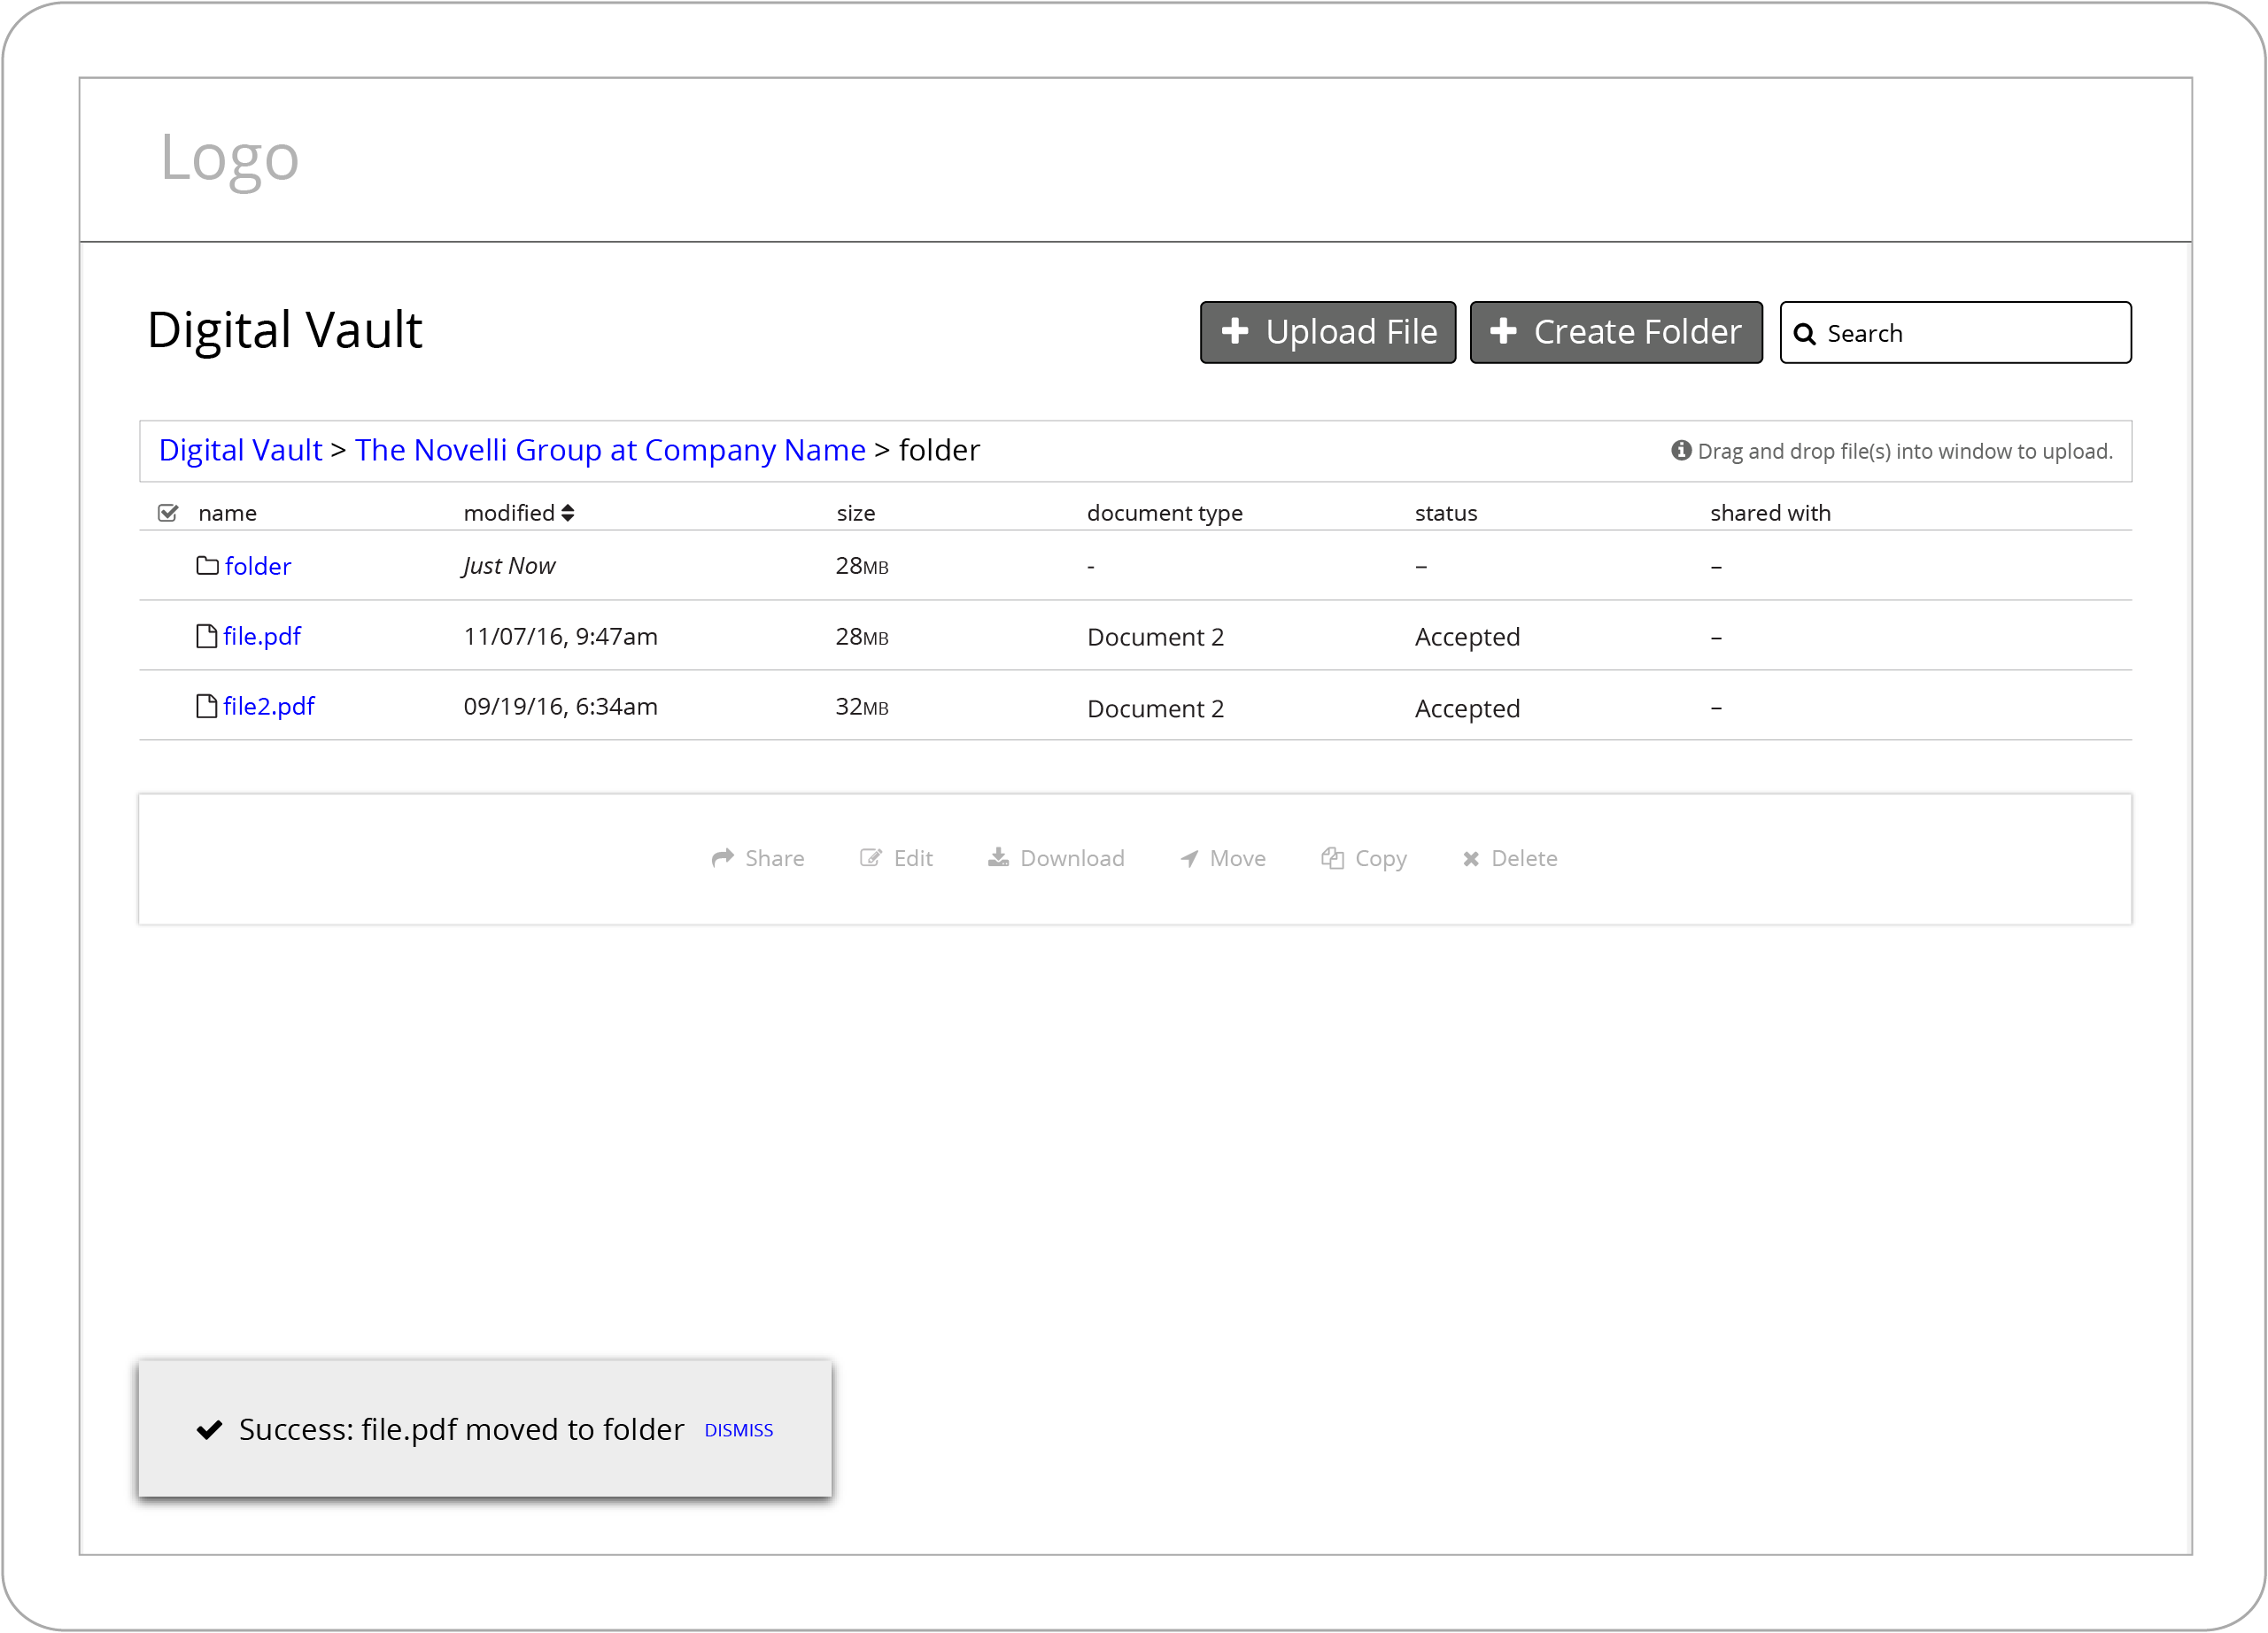 Logo
Digital Vault
Upload File
Create Folder
Search
Digital Vault > The Novelli Group at Company Name > folder
Drag and drop file(s) into window to upload.
name modified size document type status shared with
folder Just Now 28MB - – –
file.pdf 11/07/16, 9:47am 28MB Document 2 Accepted –
file2.pdf 09/19/16, 6:34am 32MB Document 2 Accepted –
Share Edit Download Move Copy Delete
Success: file.pdf moved to folder DISMISS